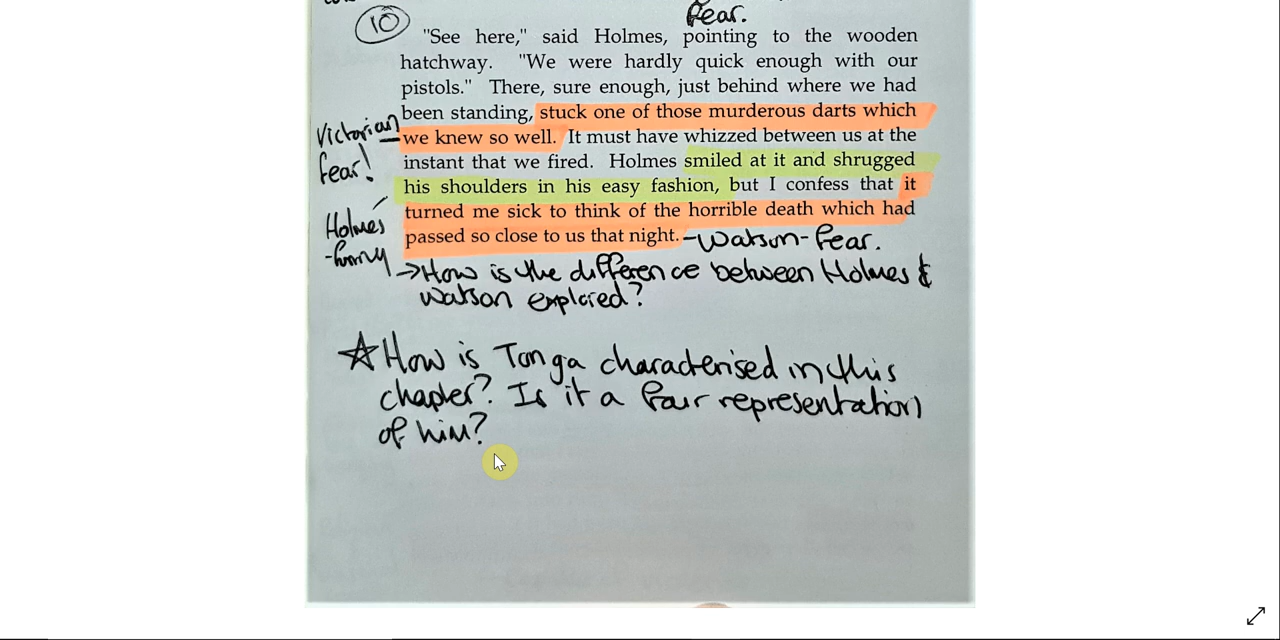 fear.
10
"See here," said Holmes, pointing to the wooden
hatchway. "We were hardly quick enough with our
pistols." There, sure enough, just behind where we had
been standing, stuck one of those murderous darts which
we knew so well. It must have whizzed between us at the
instant that we fired. Holmes smiled at it and shrugged
his shoulders in his easy fashion, but I confess that it
turned me sick to think of the horrible death which had
passed so close to us that night. - Watson - fear.
Victorian
fear!
Holmes
- funny
→ How is the difference between Holmes &
Watson explored?
☆ How is Tonga characterised in this
chapter? Is it a fair representation
of him?